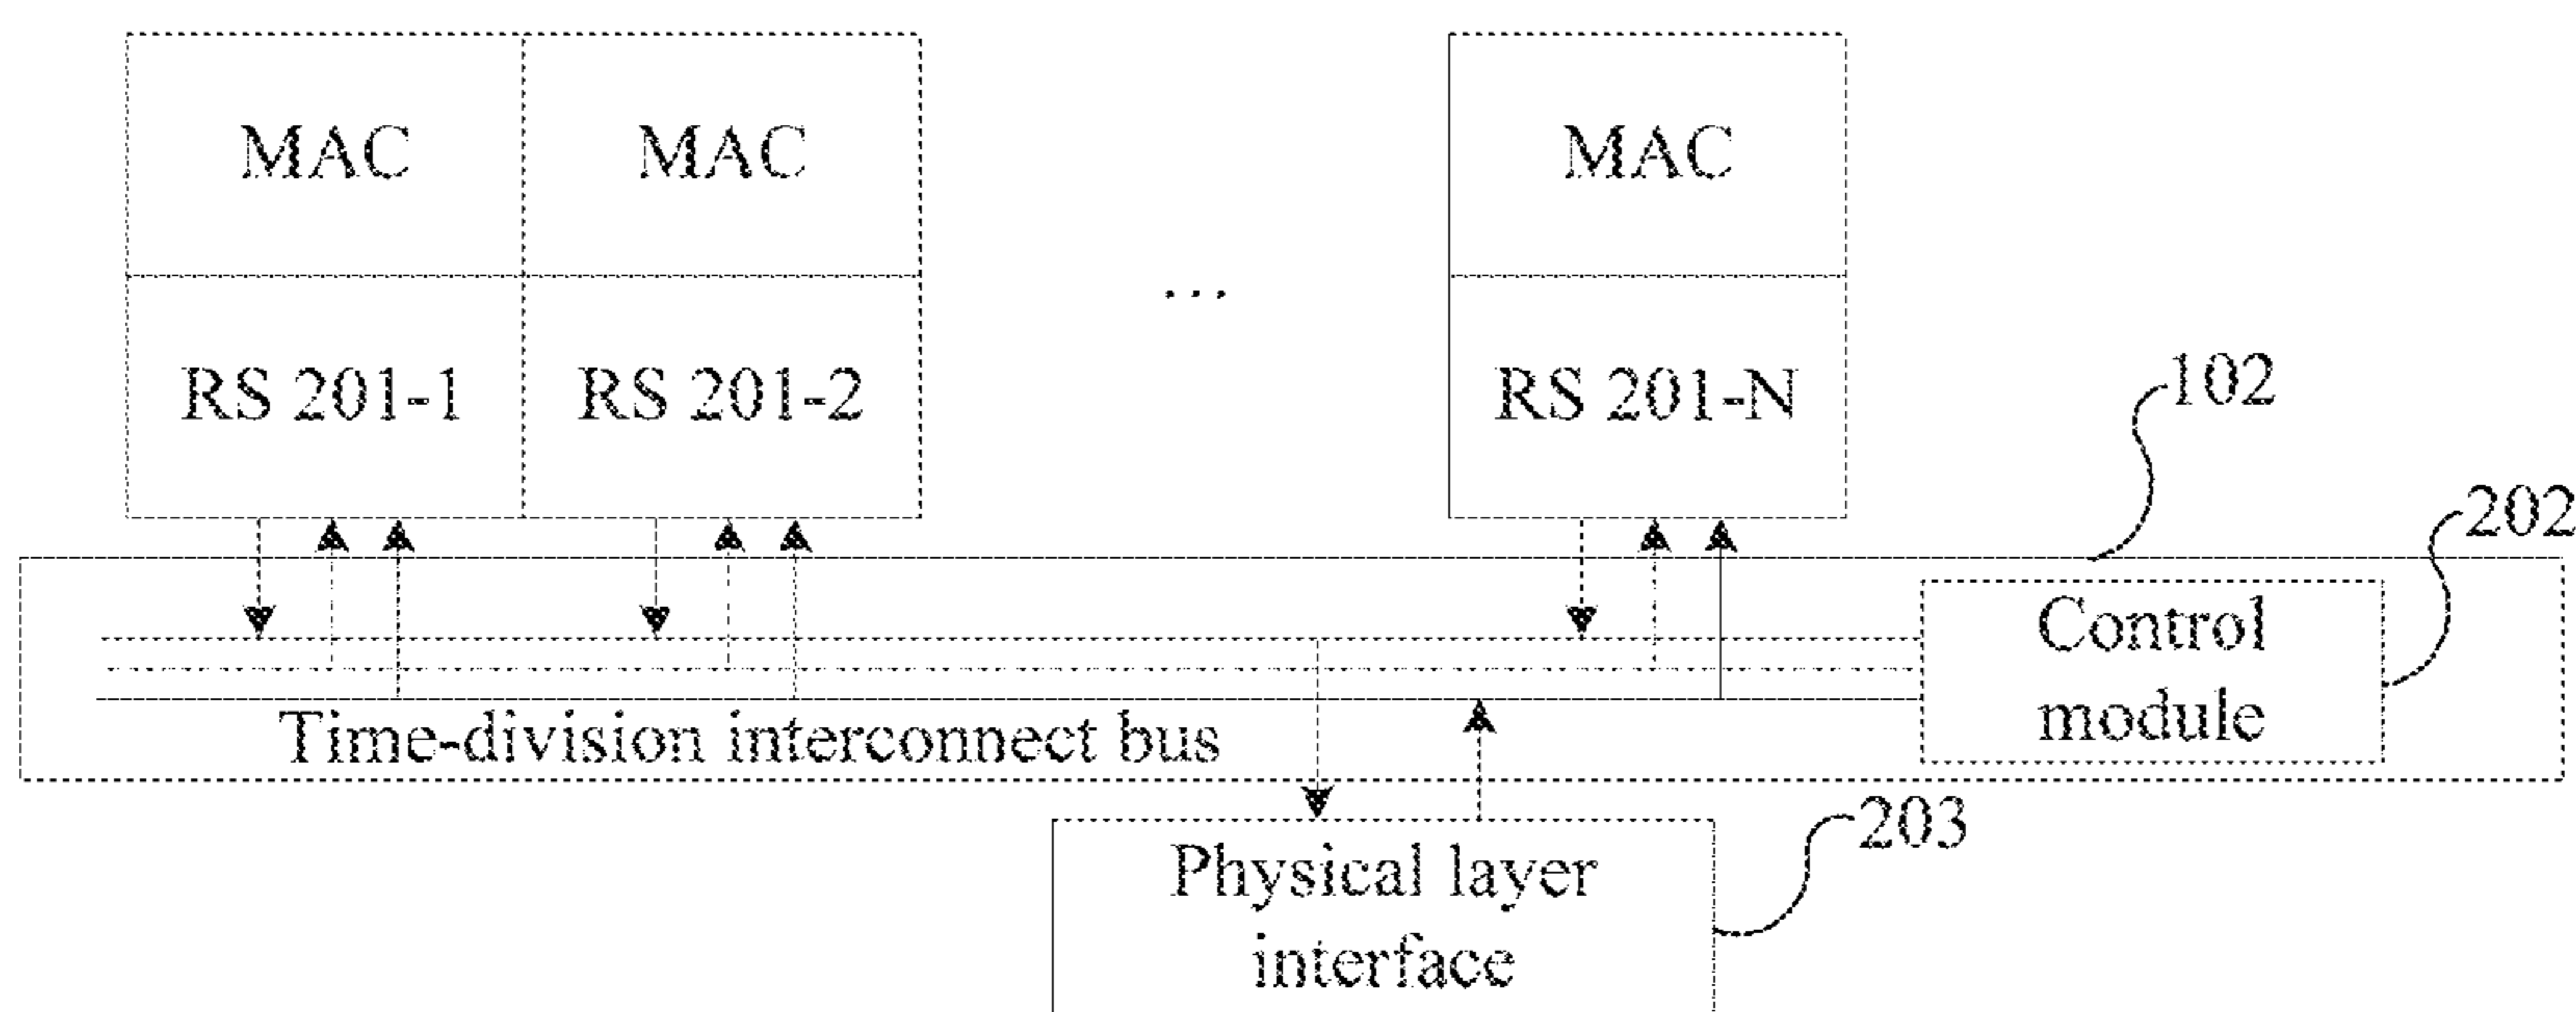 MAC MAC MAC
...
RS 201-1 RS 201-2 RS 201-N
102
202
Control
module
Time-division interconnect bus
203
Physical layer
interface